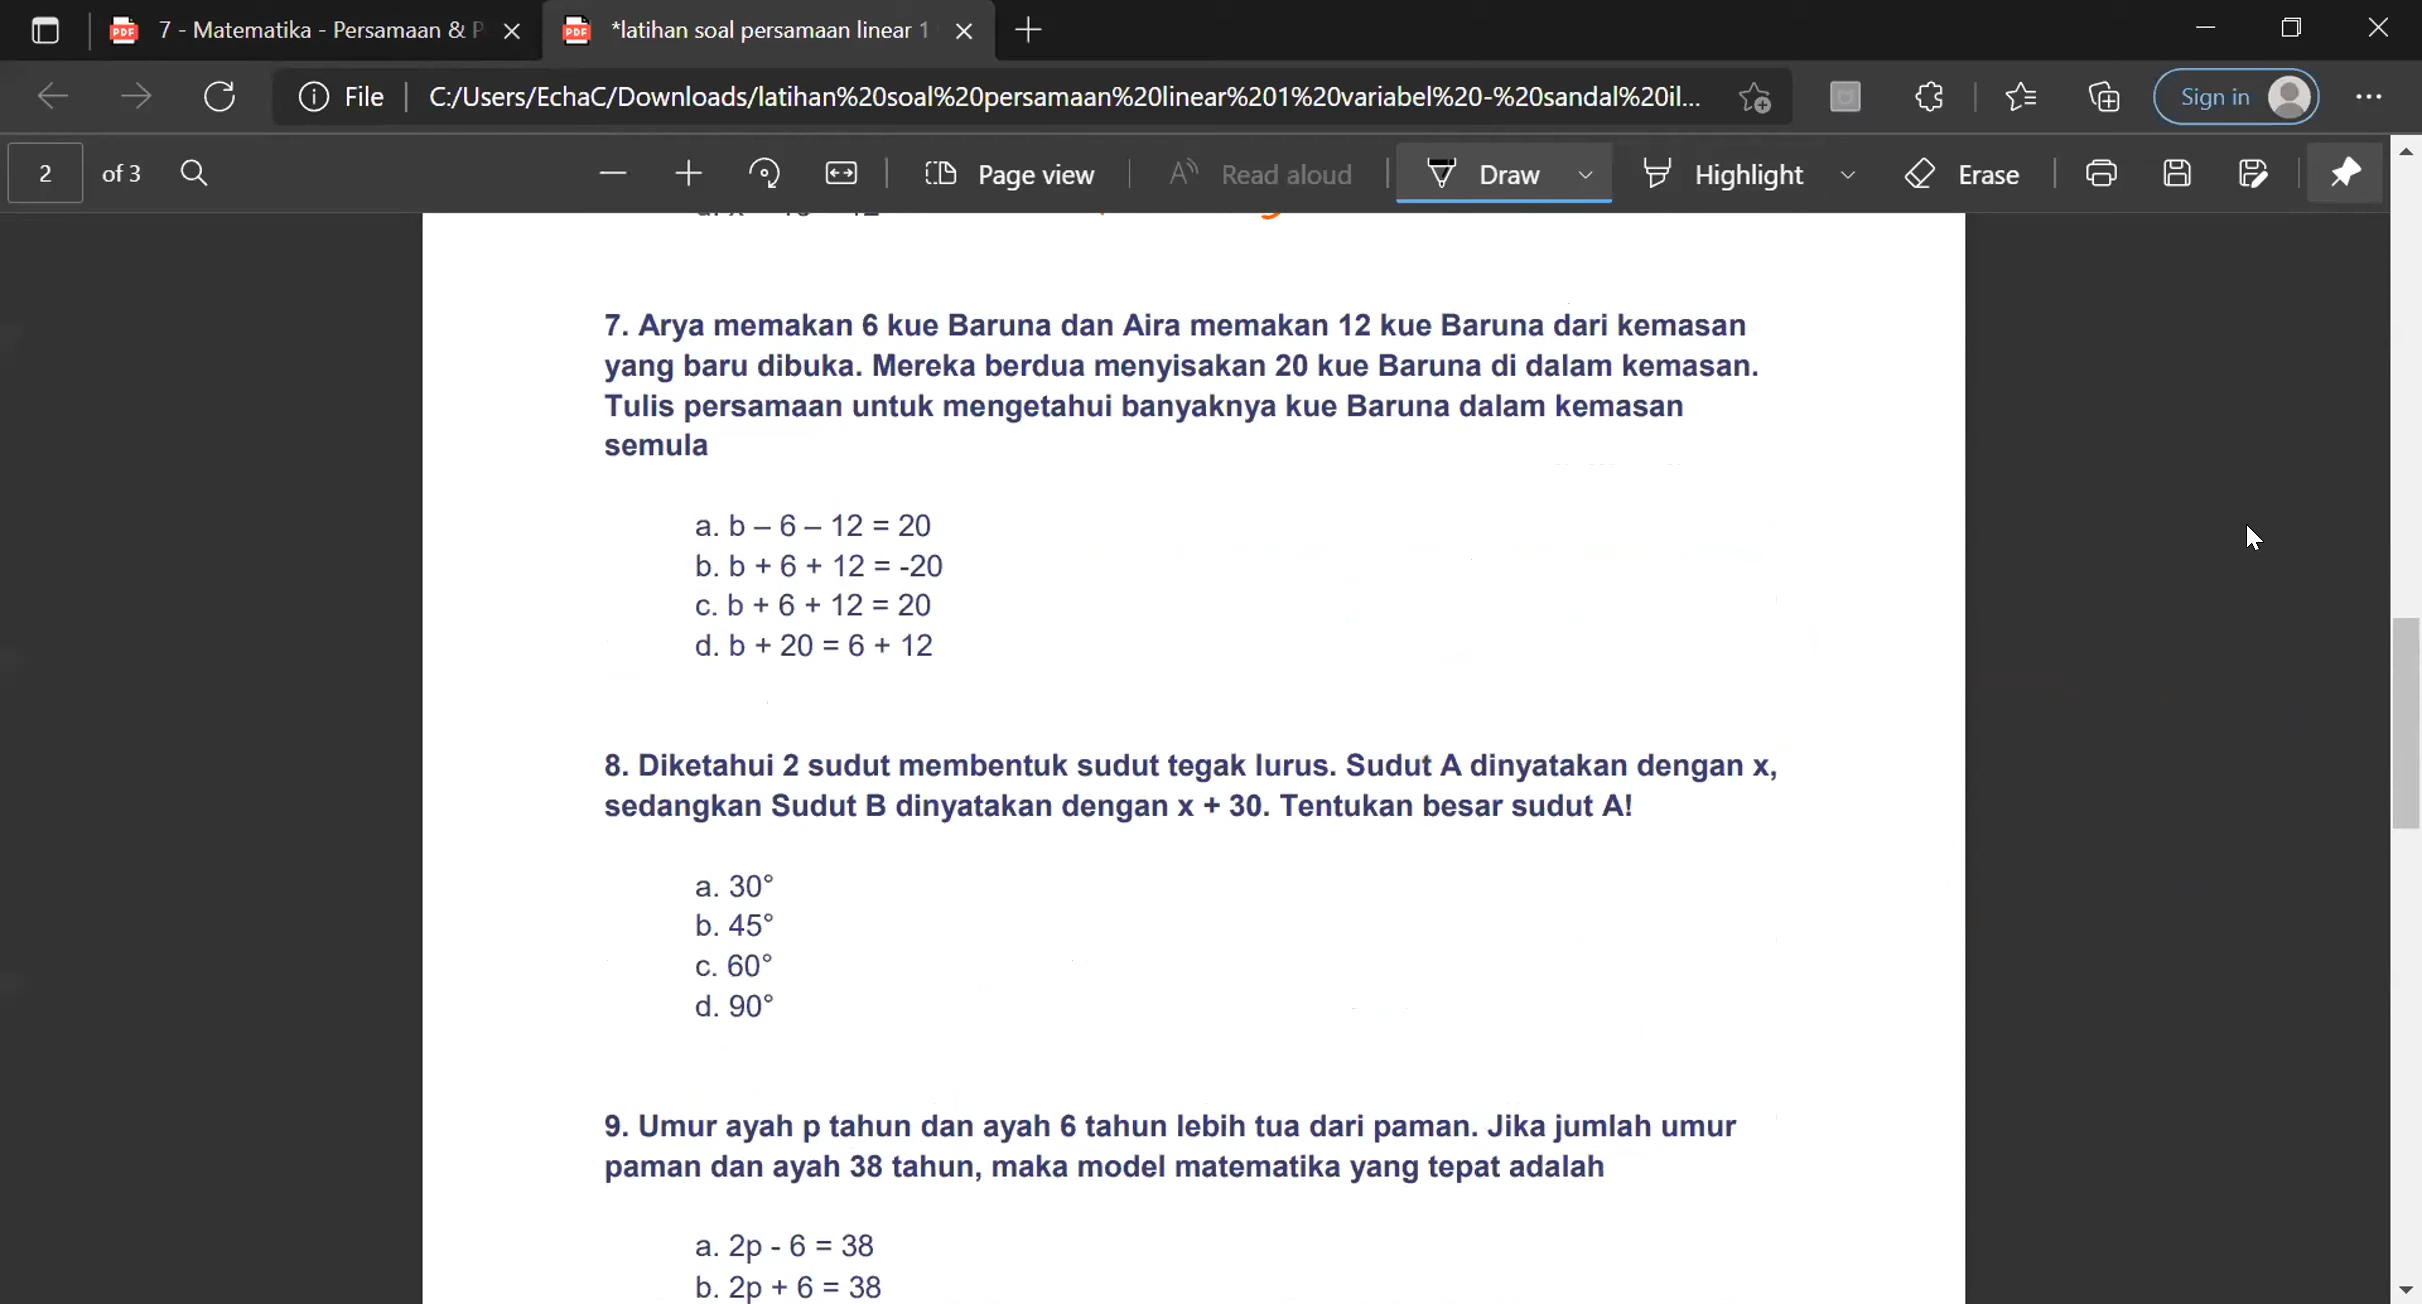 7 - Matematika - Persamaan & P
*latihan soal persamaan linear 1
File
C:/Users/EchaC/Downloads/latihan%20soal%20persamaan%20linear%201%20variabel%20-%20sandal%20il...
Sign in
2 of 3
Page view
Read aloud
Draw
Highlight
Erase
7. Arya memakan 6 kue Baruna dan Aira memakan 12 kue Baruna dari kemasan
yang baru dibuka. Mereka berdua menyisakan 20 kue Baruna di dalam kemasan.
Tulis persamaan untuk mengetahui banyaknya kue Baruna dalam kemasan
semula
a. b – 6 – 12 = 20
b. b + 6 + 12 = -20
c. b + 6 + 12 = 20
d. b + 20 = 6 + 12
8. Diketahui 2 sudut membentuk sudut tegak lurus. Sudut A dinyatakan dengan x,
sedangkan Sudut B dinyatakan dengan x + 30. Tentukan besar sudut A!
a. 30°
b. 45°
c. 60°
d. 90°
9. Umur ayah p tahun dan ayah 6 tahun lebih tua dari paman. Jika jumlah umur
paman dan ayah 38 tahun, maka model matematika yang tepat adalah
a. 2p - 6 = 38
b. 2p + 6 = 38